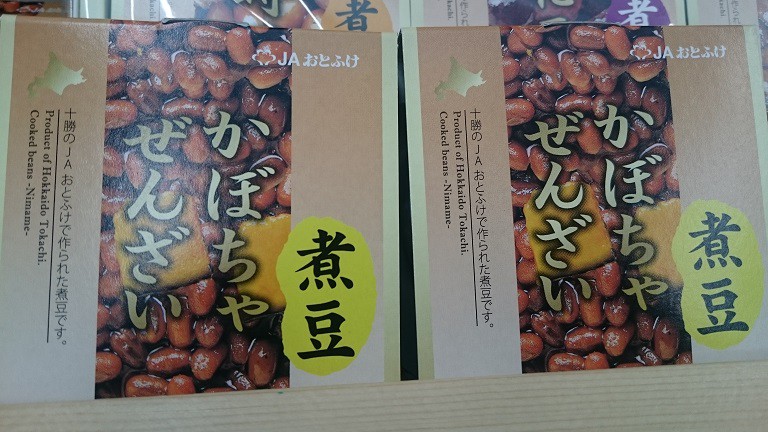 JAおとふけ
かぼちゃ
ぜんざい
煮豆
十勝のJAおとふけで作られた煮豆です。
Product of Hokkaido Tokachi.
Cooked beans -Nimame-
JAおとふけ
かぼちゃ
ぜんざい
煮豆
十勝のJAおとふけで作られた煮豆です。
Product of Hokkaido Tokachi.
Cooked beans -Nimame-
煮
煮